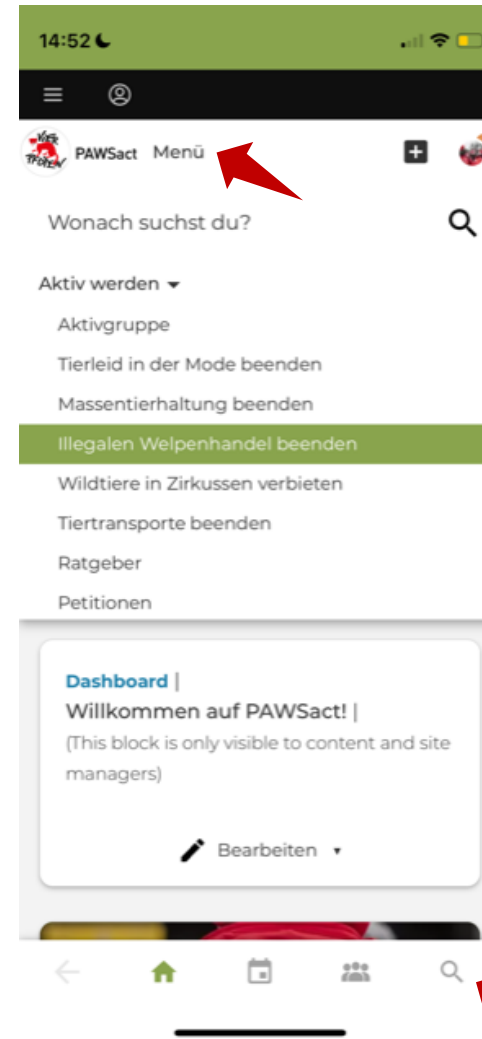 14:52
VIER PFOTEN PAWSact Menü
Wonach suchst du?
Aktiv werden
Aktivgruppe
Tierleid in der Mode beenden
Massentierhaltung beenden
Illegalen Welpenhandel beenden
Wildtiere in Zirkussen verbieten
Tiertransporte beenden
Ratgeber
Petitionen
Dashboard |
Willkommen auf PAWSact! |
(This block is only visible to content and site
managers)
Bearbeiten